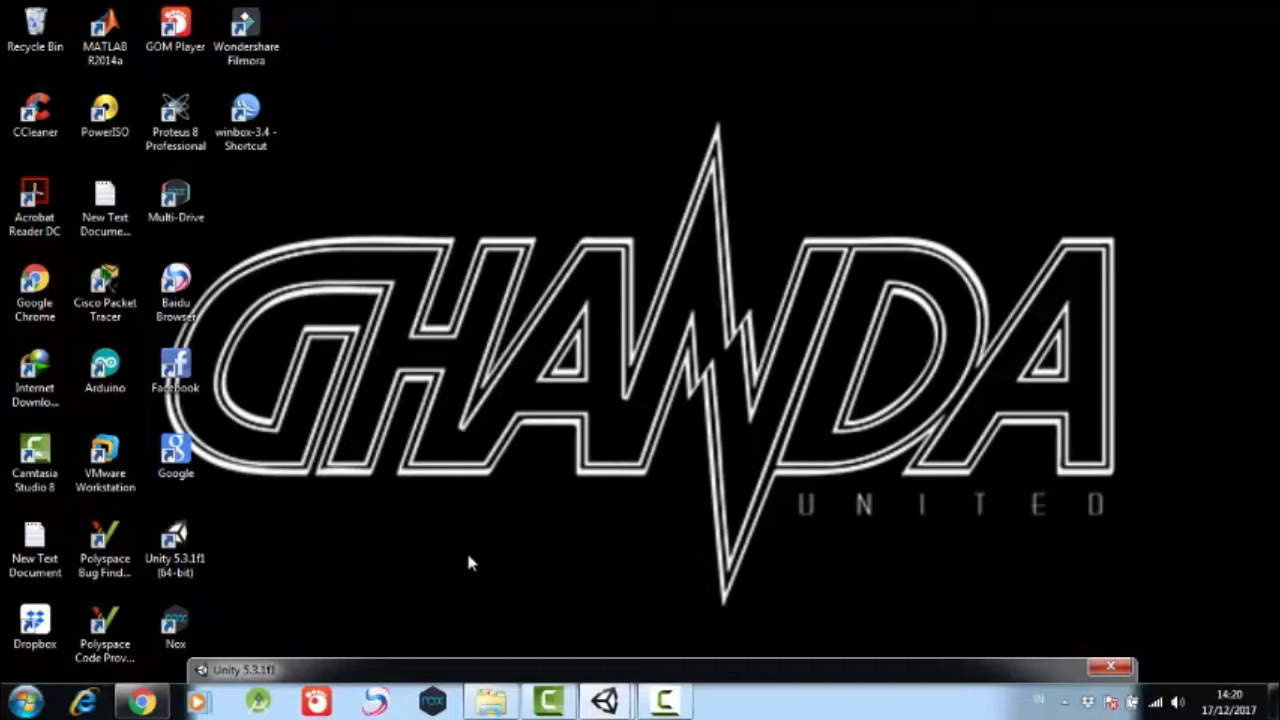 Recycle Bin
MATLAB
R2014a
GOM Player
Wondershare
Filmora
CCleaner
PowerISO
Proteus 8
Professional
winbox-3.4 -
Shortcut
Acrobat
Reader DC
New Text
Docume...
Multi-Drive
Google
Chrome
Cisco Packet
Tracer
Baidu
Browser
Internet
Downlo...
Arduino
Facebook
Camtasia
Studio 8
VMware
Workstation
Google
New Text
Document
Polyspace
Bug Find...
Unity 5.3.1f1
(64-bit)
Dropbox
Polyspace
Code Prov...
Nox
GHANDA
UNITED
Unity 5.3.1f1
nox
IN
14:20
17/12/2017